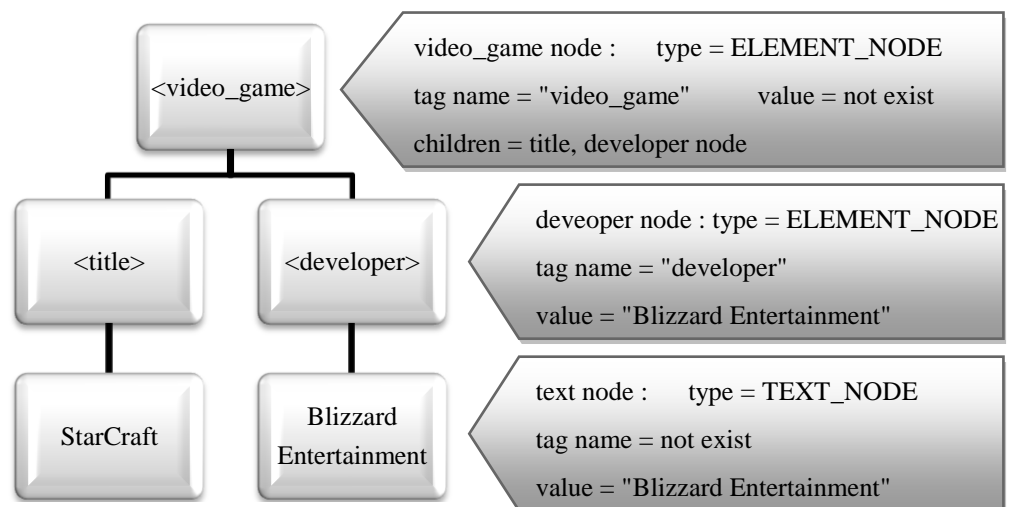 <video_game>
video_game node : type = ELEMENT_NODE
tag name = "video_game" value = not exist
children = title, developer node
<title>
<developer>
deveoper node : type = ELEMENT_NODE
tag name = "developer"
value = "Blizzard Entertainment"
StarCraft
Blizzard
Entertainment
text node : type = TEXT_NODE
tag name = not exist
value = "Blizzard Entertainment"